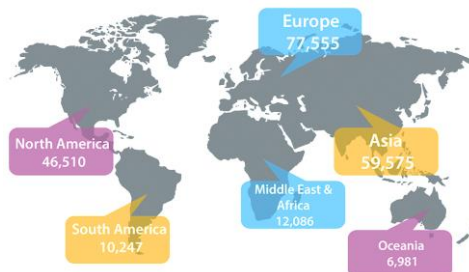 Europe
77,555
North America
46,510
Asia
59,575
Middle East &
Africa
12,086
South America
10,247
Oceania
6,981